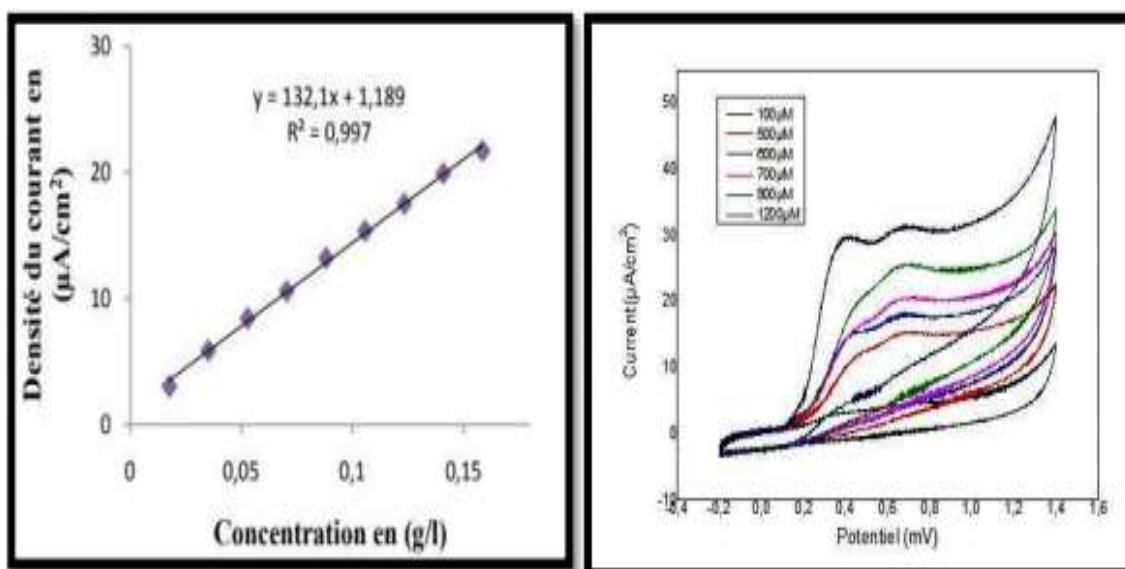 30
20
10
0
0
0,05
0,1
0,15
y = 132,1x + 1,189
R² = 0,997
Densité du courant en
(µA/cm²)
Concentration en (g/l)
50
40
30
20
10
0
-10
-0,4
-0,2
0,0
0,2
0,4
0,6
0,8
1,0
1,2
1,4
1,6
100µM
500µM
600µM
700µM
800µM
1200µM
Current(µA/cm²)
Potentiel (mV)